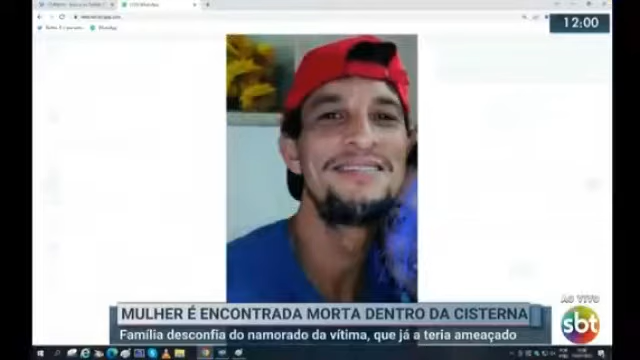 12:00
AO VIVO
sbt
MULHER É ENCONTRADA MORTA DENTRO DA CISTERNA
Família desconfia do namorado da vítima, que já a teria ameaçado